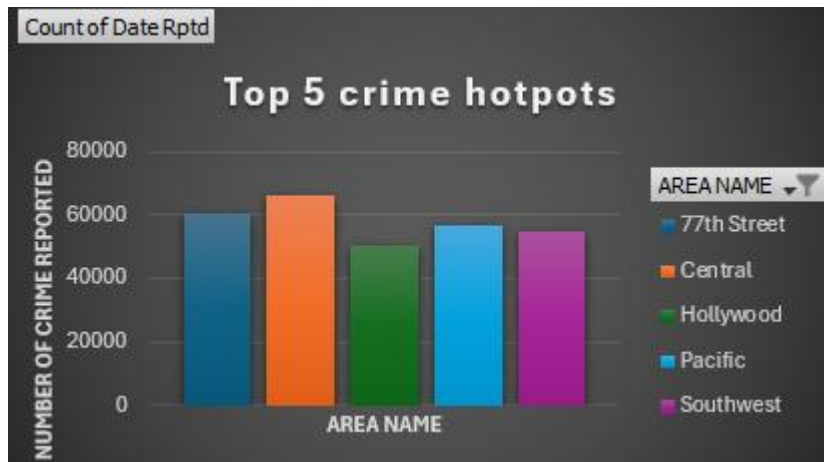 Count of Date Rptd
Top 5 crime hotpots
NUMBER OF CRIME REPORTED
80000
60000
40000
20000
0
AREA NAME
AREA NAME
77th Street
Central
Hollywood
Pacific
Southwest